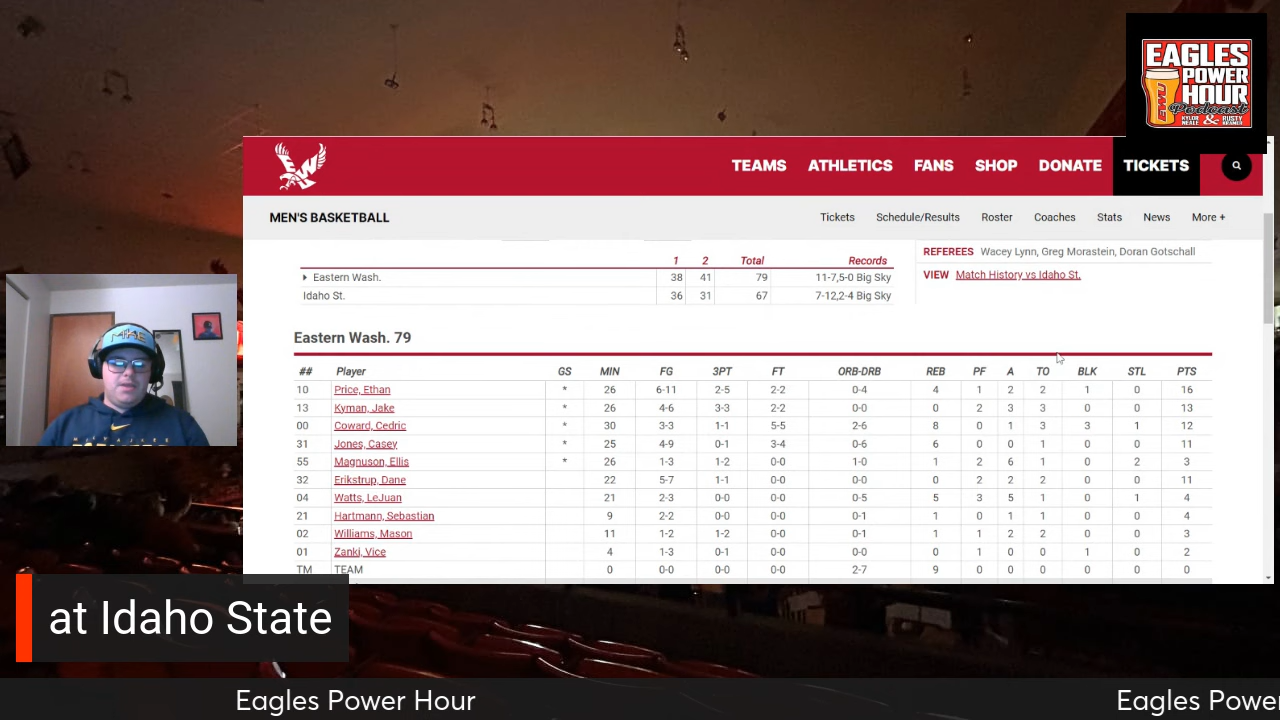 EAGLES
POWER
HOUR
Podcast
KYLOR NEALE & RUSTY
EWU
TEAMS ATHLETICS FANS SHOP DONATE TICKETS
MEN'S BASKETBALL Tickets Schedule/Results Roster Coaches Stats News More +
1 2 Total Records
Eastern Wash. 38 41 79 11-7,5-0 Big Sky
Idaho St. 36 31 67 7-12,2-4 Big Sky
REFEREES Wacey Lynn, Greg Morastein, Doran Gotschall
VIEW Match History vs Idaho St.
Eastern Wash. 79
## Player GS MIN FG 3PT FT ORB-DRB REB PF A TO BLK STL PTS
10 Price, Ethan * 26 6-11 2-5 2-2 0-4 4 1 2 2 1 0 16
13 Kyman, Jake * 26 4-6 3-3 2-2 0-0 0 2 3 3 0 0 13
00 Coward, Cedric * 30 3-3 1-1 5-5 2-6 8 0 1 3 3 1 12
31 Jones, Casey * 25 4-9 0-1 3-4 0-6 6 0 0 1 0 0 11
55 Magnuson, Ellis * 26 1-3 1-2 0-0 1-0 1 2 6 1 0 2 3
32 Erikstrup, Dane 22 5-7 1-1 0-0 0-0 0 2 2 2 0 0 11
04 Watts, LeJuan 21 2-3 0-0 0-0 0-5 5 3 5 1 0 1 4
21 Hartmann, Sebastian 9 2-2 0-0 0-0 0-1 1 0 1 1 0 0 4
02 Williams, Mason 11 1-2 1-2 0-0 0-1 1 1 2 2 0 0 3
01 Zanki, Vice 4 1-3 0-1 0-0 0-0 0 1 0 0 1 0 2
TM TEAM 0 0-0 0-0 0-0 2-7 9 0 0 0 0 0 0
MKE
at Idaho State
Eagles Power Hour Eagles Power